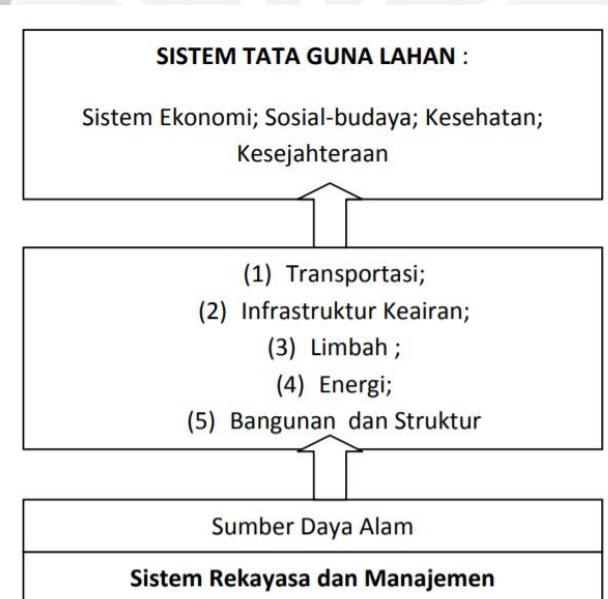 SISTEM TATA GUNA LAHAN :
Sistem Ekonomi; Sosial-budaya; Kesehatan;
Kesejahteraan
(1) Transportasi;
(2) Infrastruktur Keairan;
(3) Limbah ;
(4) Energi;
(5) Bangunan dan Struktur
Sumber Daya Alam
Sistem Rekayasa dan Manajemen